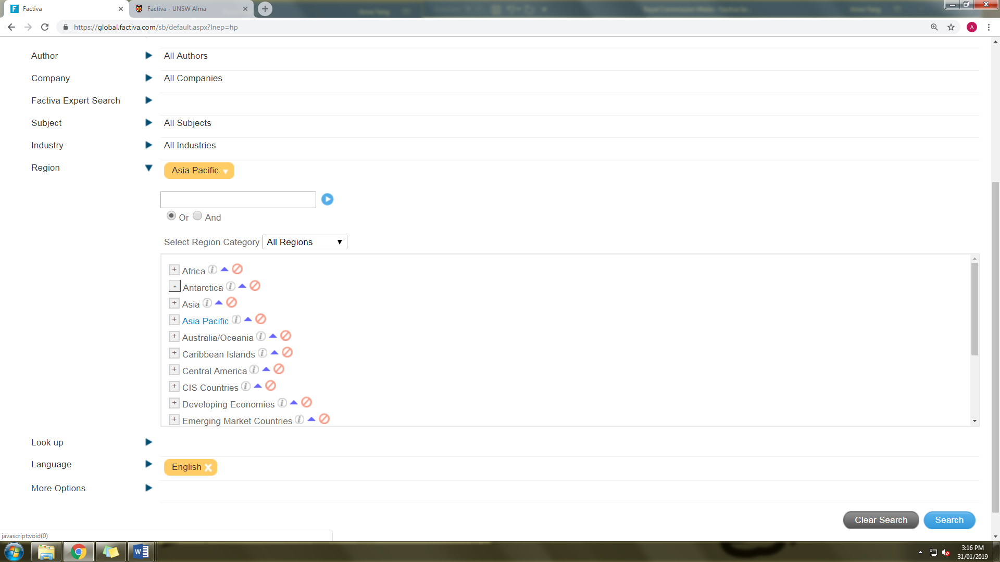 Factiva
Factiva - UNSW Alma
https://global.factiva.com/sb/default.aspx?lnep=hp
A
Author All Authors
Company All Companies
Factiva Expert Search
Subject All Subjects
Industry All Industries
Region Asia Pacific
Or And
Select Region Category All Regions
+ Africa
Antarctica
+ Asia
+ Asia Pacific
+ Australia/Oceania
+ Caribbean Islands
+ Central America
+ CIS Countries
+ Developing Economies
+ Emerging Market Countries
Look up
Language English
More Options
Clear Search Search
javascript:void(0)
3:16 PM
31/01/2019